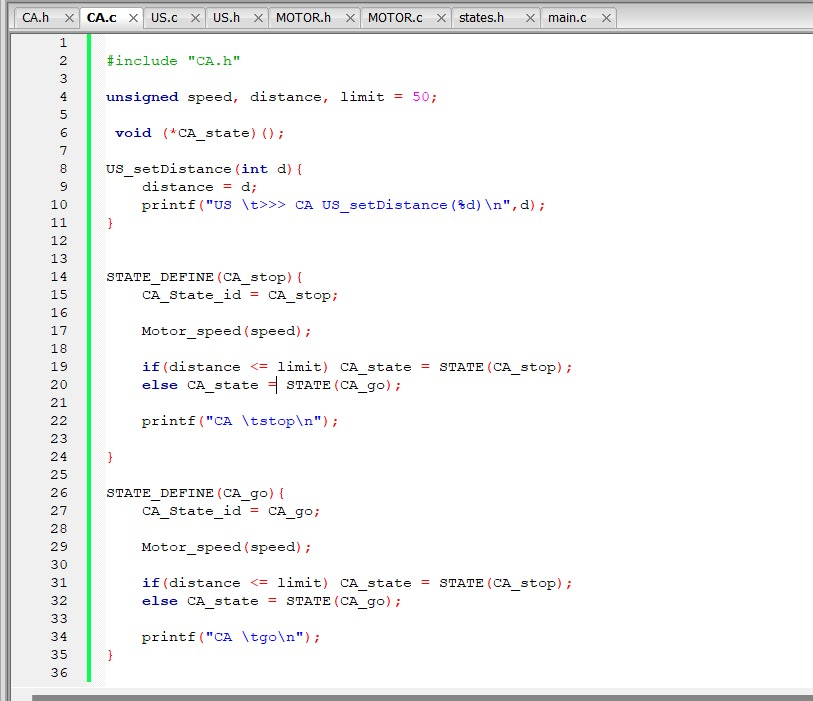 CA.h CA.c US.c US.h MOTOR.h MOTOR.c states.h main.c
1
2 #include "CA.h"
3
4 unsigned speed, distance, limit = 50;
5
6 void (*CA_state)();
7
8 US_setDistance(int d){
9 distance = d;
10 printf("US \t>>> CA US_setDistance(%d)\n",d);
11 }
12
13
14 STATE_DEFINE(CA_stop){
15 CA_State_id = CA_stop;
16
17 Motor_speed(speed);
18
19 if(distance <= limit) CA_state = STATE(CA_stop);
20 else CA_state = STATE(CA_go);
21
22 printf("CA \tstop\n");
23
24 }
25
26 STATE_DEFINE(CA_go){
27 CA_State_id = CA_go;
28
29 Motor_speed(speed);
30
31 if(distance <= limit) CA_state = STATE(CA_stop);
32 else CA_state = STATE(CA_go);
33
34 printf("CA \tgo\n");
35 }
36